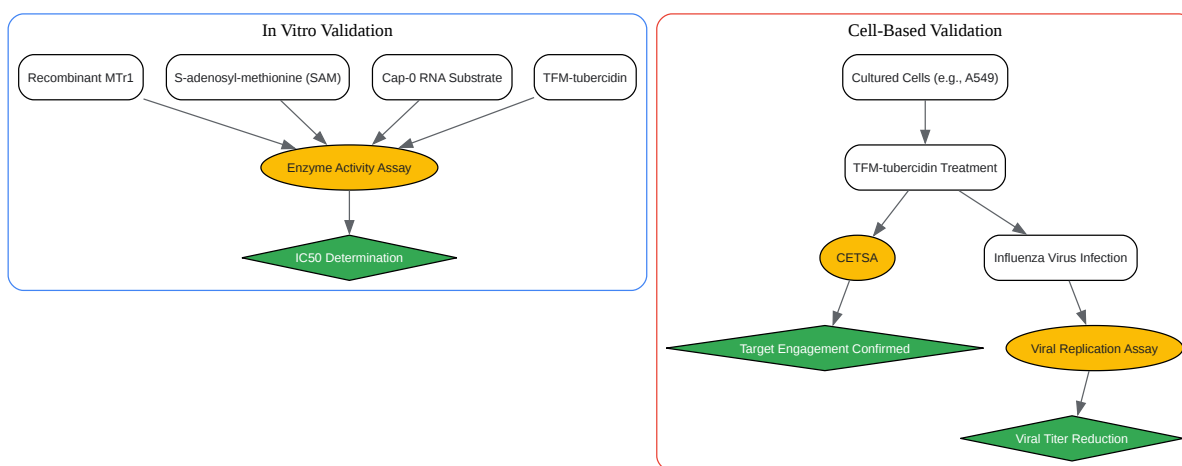 In Vitro Validation
Recombinant MTr1
S-adenosyl-methionine (SAM)
Cap-0 RNA Substrate
TFM-tubercidin
Enzyme Activity Assay
IC50 Determination
Cell-Based Validation
Cultured Cells (e.g., A549)
TFM-tubercidin Treatment
CETSA
Influenza Virus Infection
Target Engagement Confirmed
Viral Replication Assay
Viral Titer Reduction